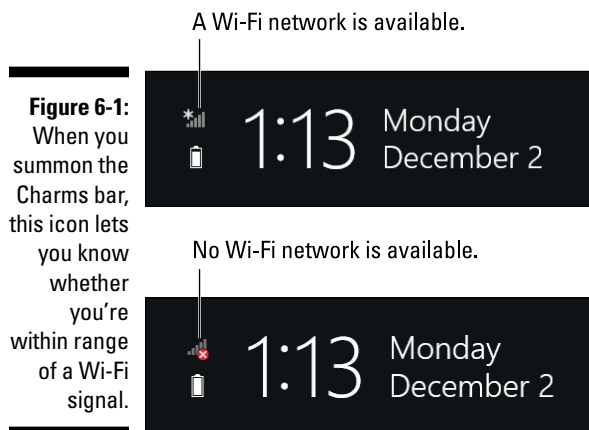 A Wi-Fi network is available.
1:13
Monday
December 2
Figure 6-1:
When you
summon the
Charms bar,
this icon lets
you know
whether
you're
within range
of a Wi-Fi
signal.
No Wi-Fi network is available.
1:13
Monday
December 2